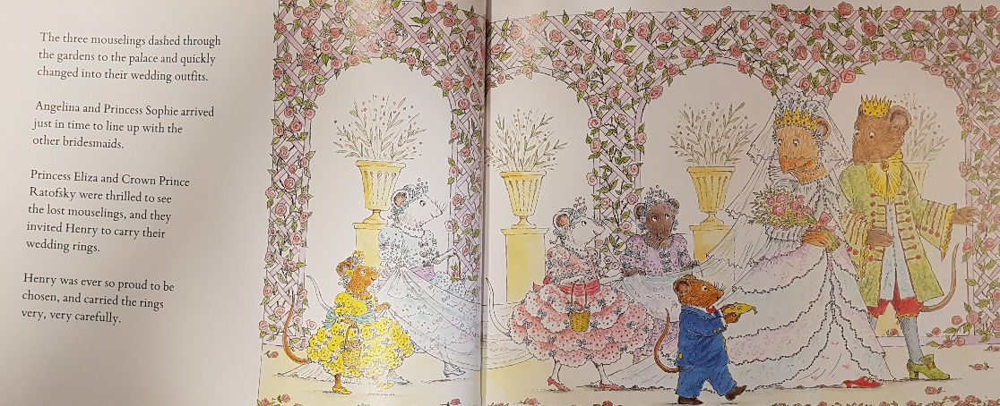 The three mouselings dashed through
the gardens to the palace and quickly
changed into their wedding outfits.
Angelina and Princess Sophie arrived
just in time to line up with the
other bridesmaids.
Princess Eliza and Crown Prince
Ratofsky were thrilled to see
the lost mouselings, and they
invited Henry to carry their
wedding rings.
Henry was ever so proud to be
chosen, and carried the rings
very, very carefully.